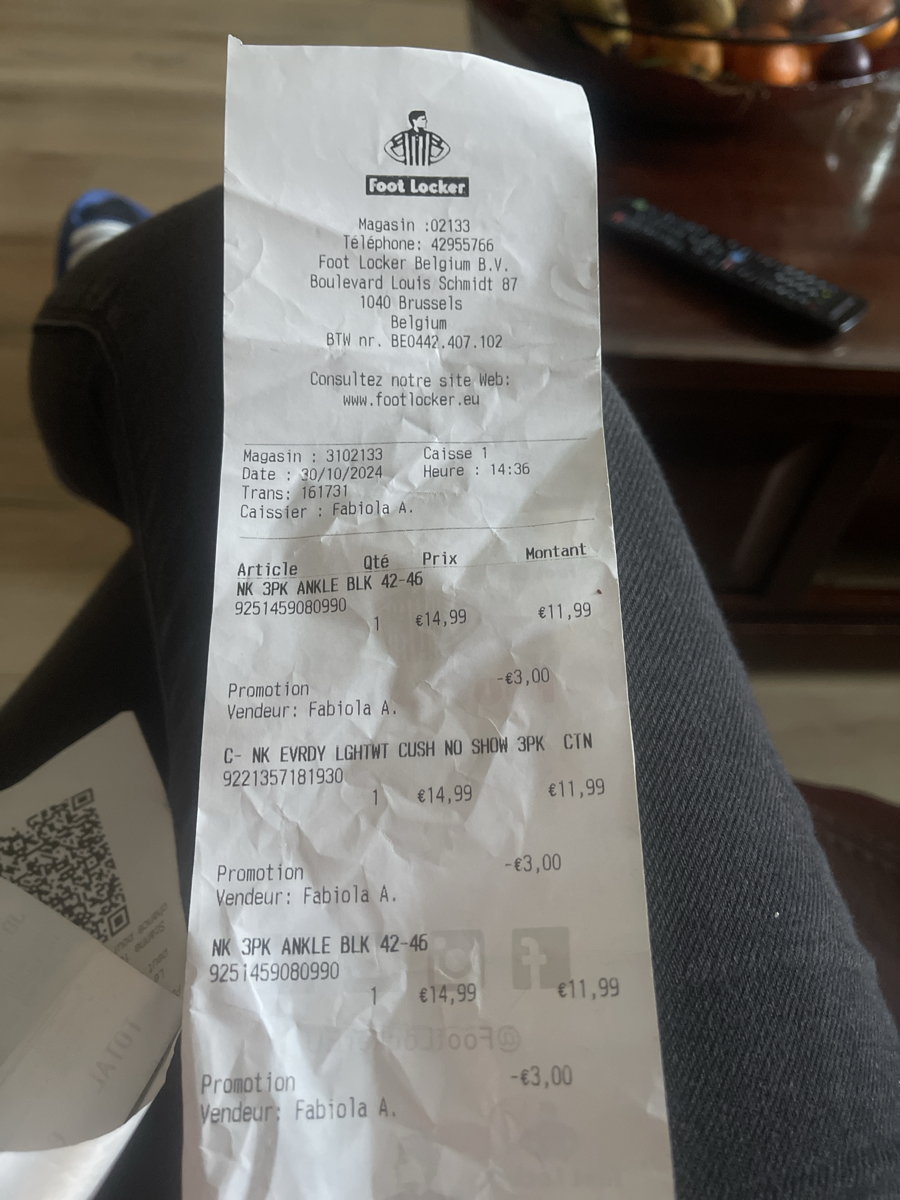 Foot Locker
Magasin :02133
Téléphone: 42955766
Foot Locker Belgium B.V.
Boulevard Louis Schmidt 87
1040 Brussels
Belgium
BTW nr. BE0442.407.102
Consultez notre site Web:
www.footlocker.eu
Magasin : 3102133 Caisse 1
Date : 30/10/2024 Heure : 14:36
Trans: 161731
Caissier : Fabiola A.
Article Qté Prix Montant
NK 3PK ANKLE BLK 42-46
9251459080990
1 €14,99 €11,99
Promotion -€3,00
Vendeur: Fabiola A.
C- NK EVRDY LGHTWT CUSH NO SHOW 3PK CTN
9221357181930
1 €14,99 €11,99
Promotion -€3,00
Vendeur: Fabiola A.
NK 3PK ANKLE BLK 42-46
9251459080990
1 €14,99 €11,99
Promotion -€3,00
Vendeur: Fabiola A.
TOTAL